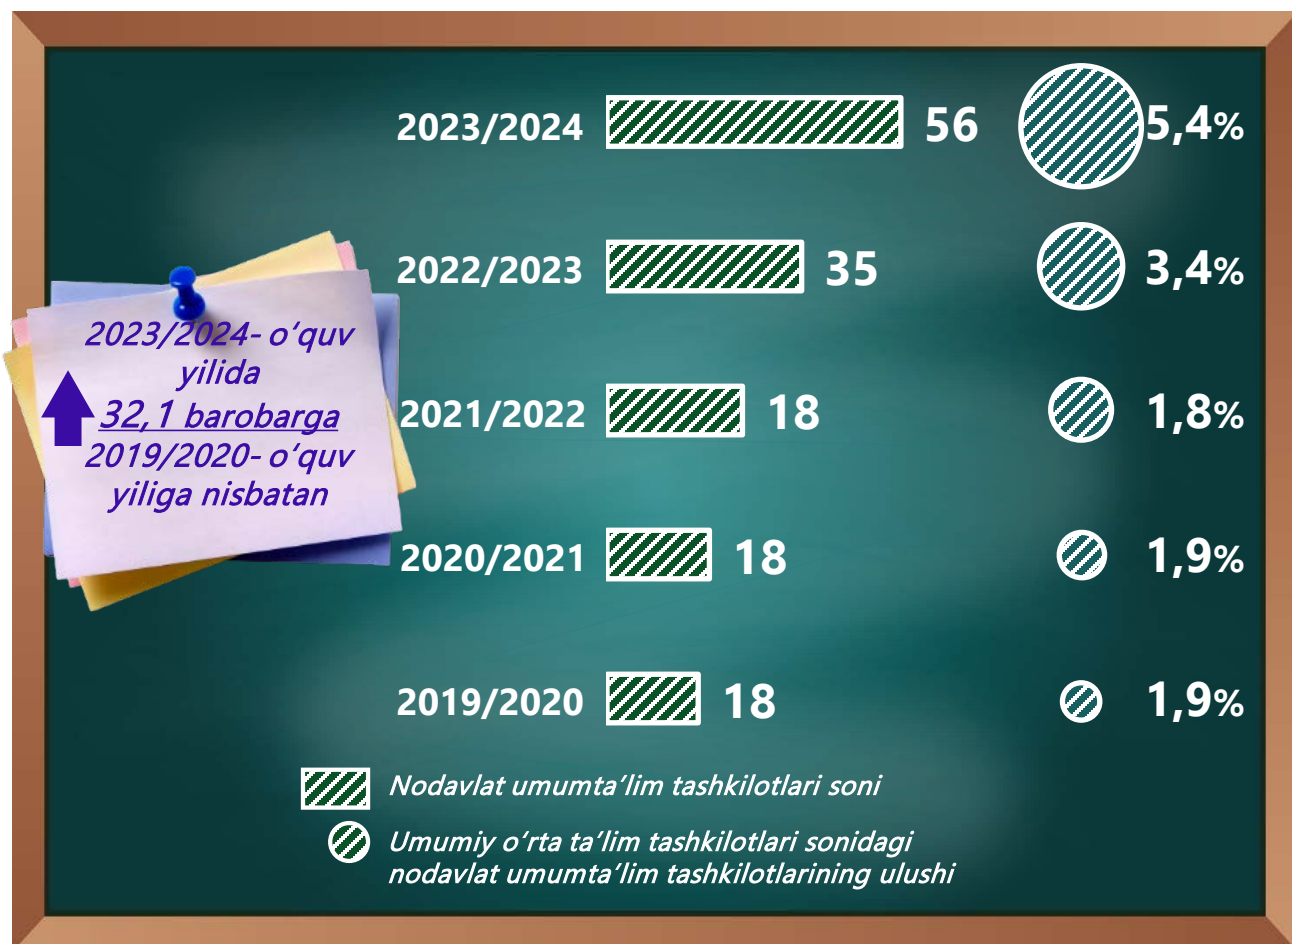 2023/2024 56 5,4%
2022/2023 35 3,4%
2023/2024- o‘quv
yilida
32,1 barobarga
2019/2020- o‘quv
yiliga nisbatan
2021/2022 18 1,8%
2020/2021 18 1,9%
2019/2020 18 1,9%
Nodavlat umumta’lim tashkilotlari soni
Umumiy o‘rta ta’lim tashkilotlari sonidagi
nodavlat umumta’lim tashkilotlarining ulushi